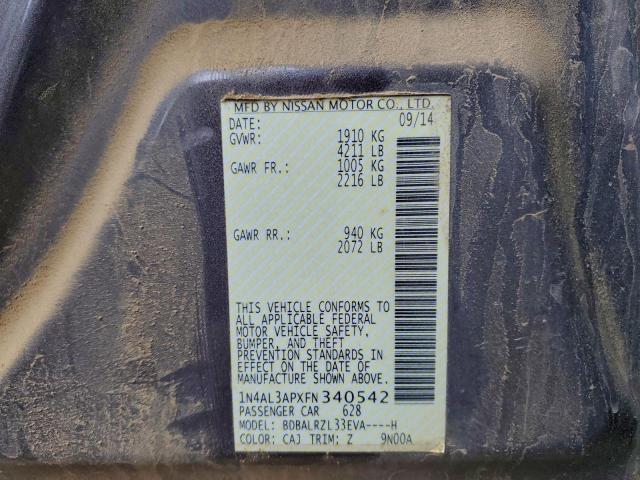 MFD BY NISSAN MOTOR CO., LTD.
DATE: 09/14
GVWR: 1910 KG
4211 LB
GAWR FR.: 1005 KG
2216 LB
GAWR RR.: 940 KG
2072 LB
THIS VEHICLE CONFORMS TO
ALL APPLICABLE FEDERAL
MOTOR VEHICLE SAFETY,
BUMPER, AND THEFT
PREVENTION STANDARDS IN
EFFECT ON THE DATE OF
MANUFACTURE SHOWN ABOVE.
1N4AL3APXFN340542
PASSENGER CAR 628
MODEL: BDBALRZL33EVA----H
COLOR: CAJ TRIM; Z 9N00A